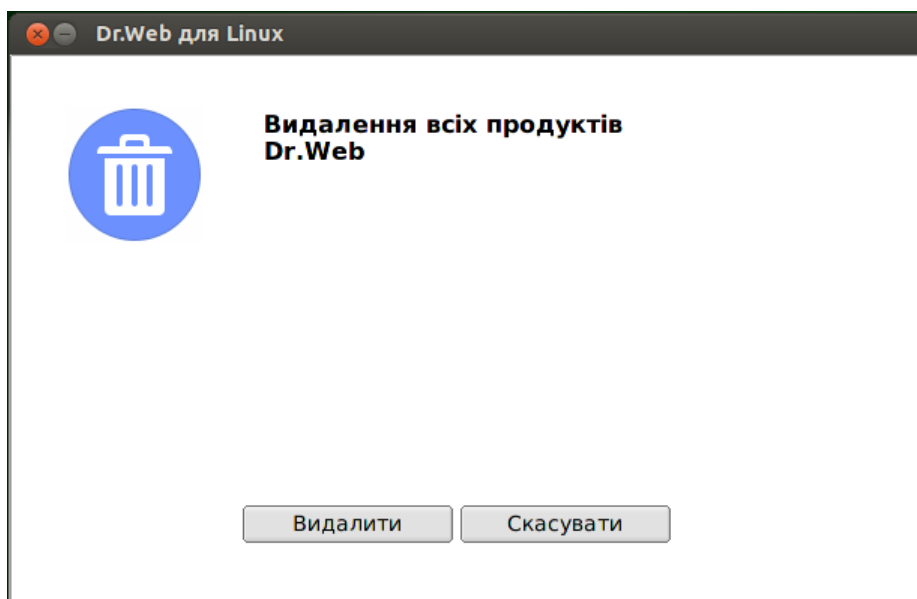 Dr.Web для Linux
Видалення всіх продуктів
Dr.Web
Видалити
Скасувати